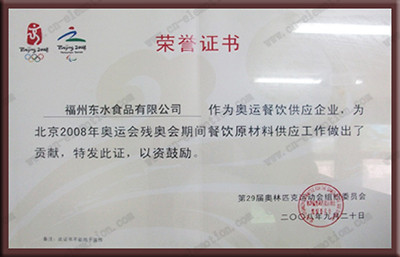 Beijing 2008
Beijing 2008
荣誉证书
福州东水食品有限公司 作为奥运餐饮供应企业，为
北京2008年奥运会残奥会期间餐饮原材料供应工作做出了
贡献，特发此证，以资鼓励。
第29届奥林匹克运动会组织委员会
二〇〇八年九月二十日